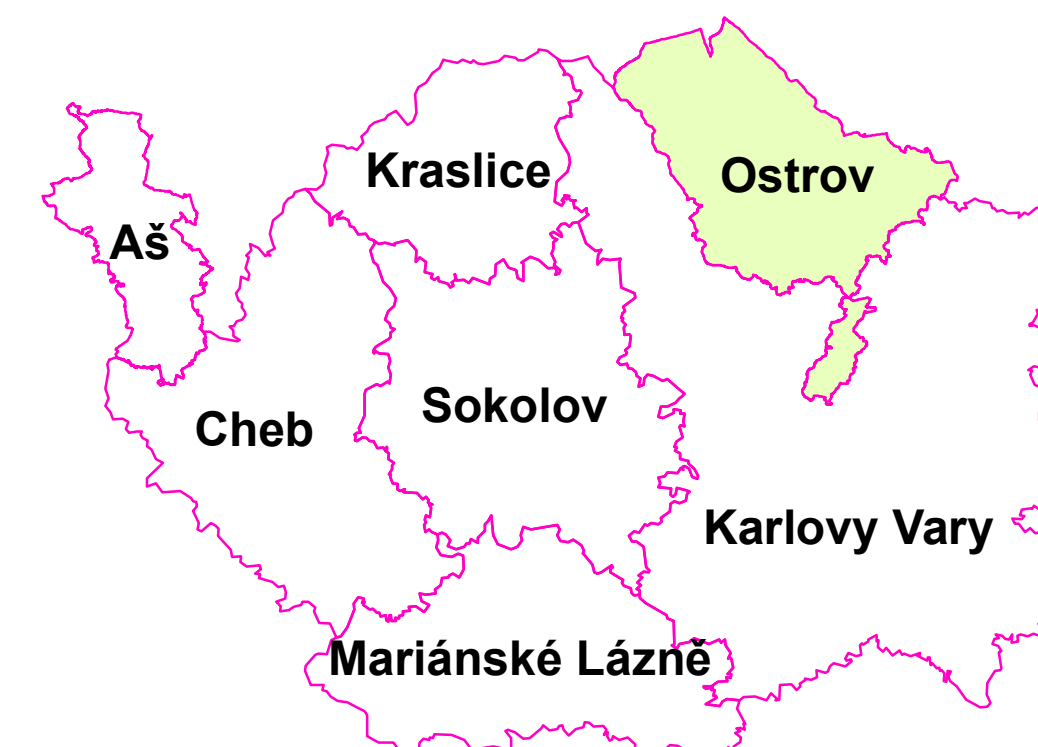 Kraslice
Ostrov
Aš
Sokolov
Cheb
Karlovy Vary
Mariánské Lázně